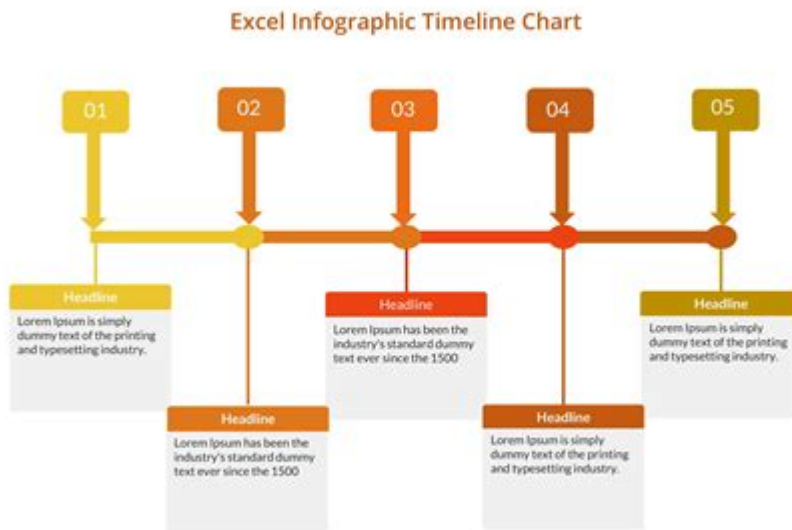 Excel Infographic Timeline Chart
01
02
03
04
05
Headline
Lorem Ipsum is simply
dummy text of the printing
and typesetting industry.
Headline
Lorem Ipsum has been the
industry's standard dummy
text ever since the 1500
Headline
Lorem Ipsum has been the
industry's standard dummy
text ever since the 1500
Headline
Lorem Ipsum is simply
dummy text of the printing
and typesetting industry.
Headline
Lorem Ipsum is simply
dummy text of the printing
and typesetting industry.